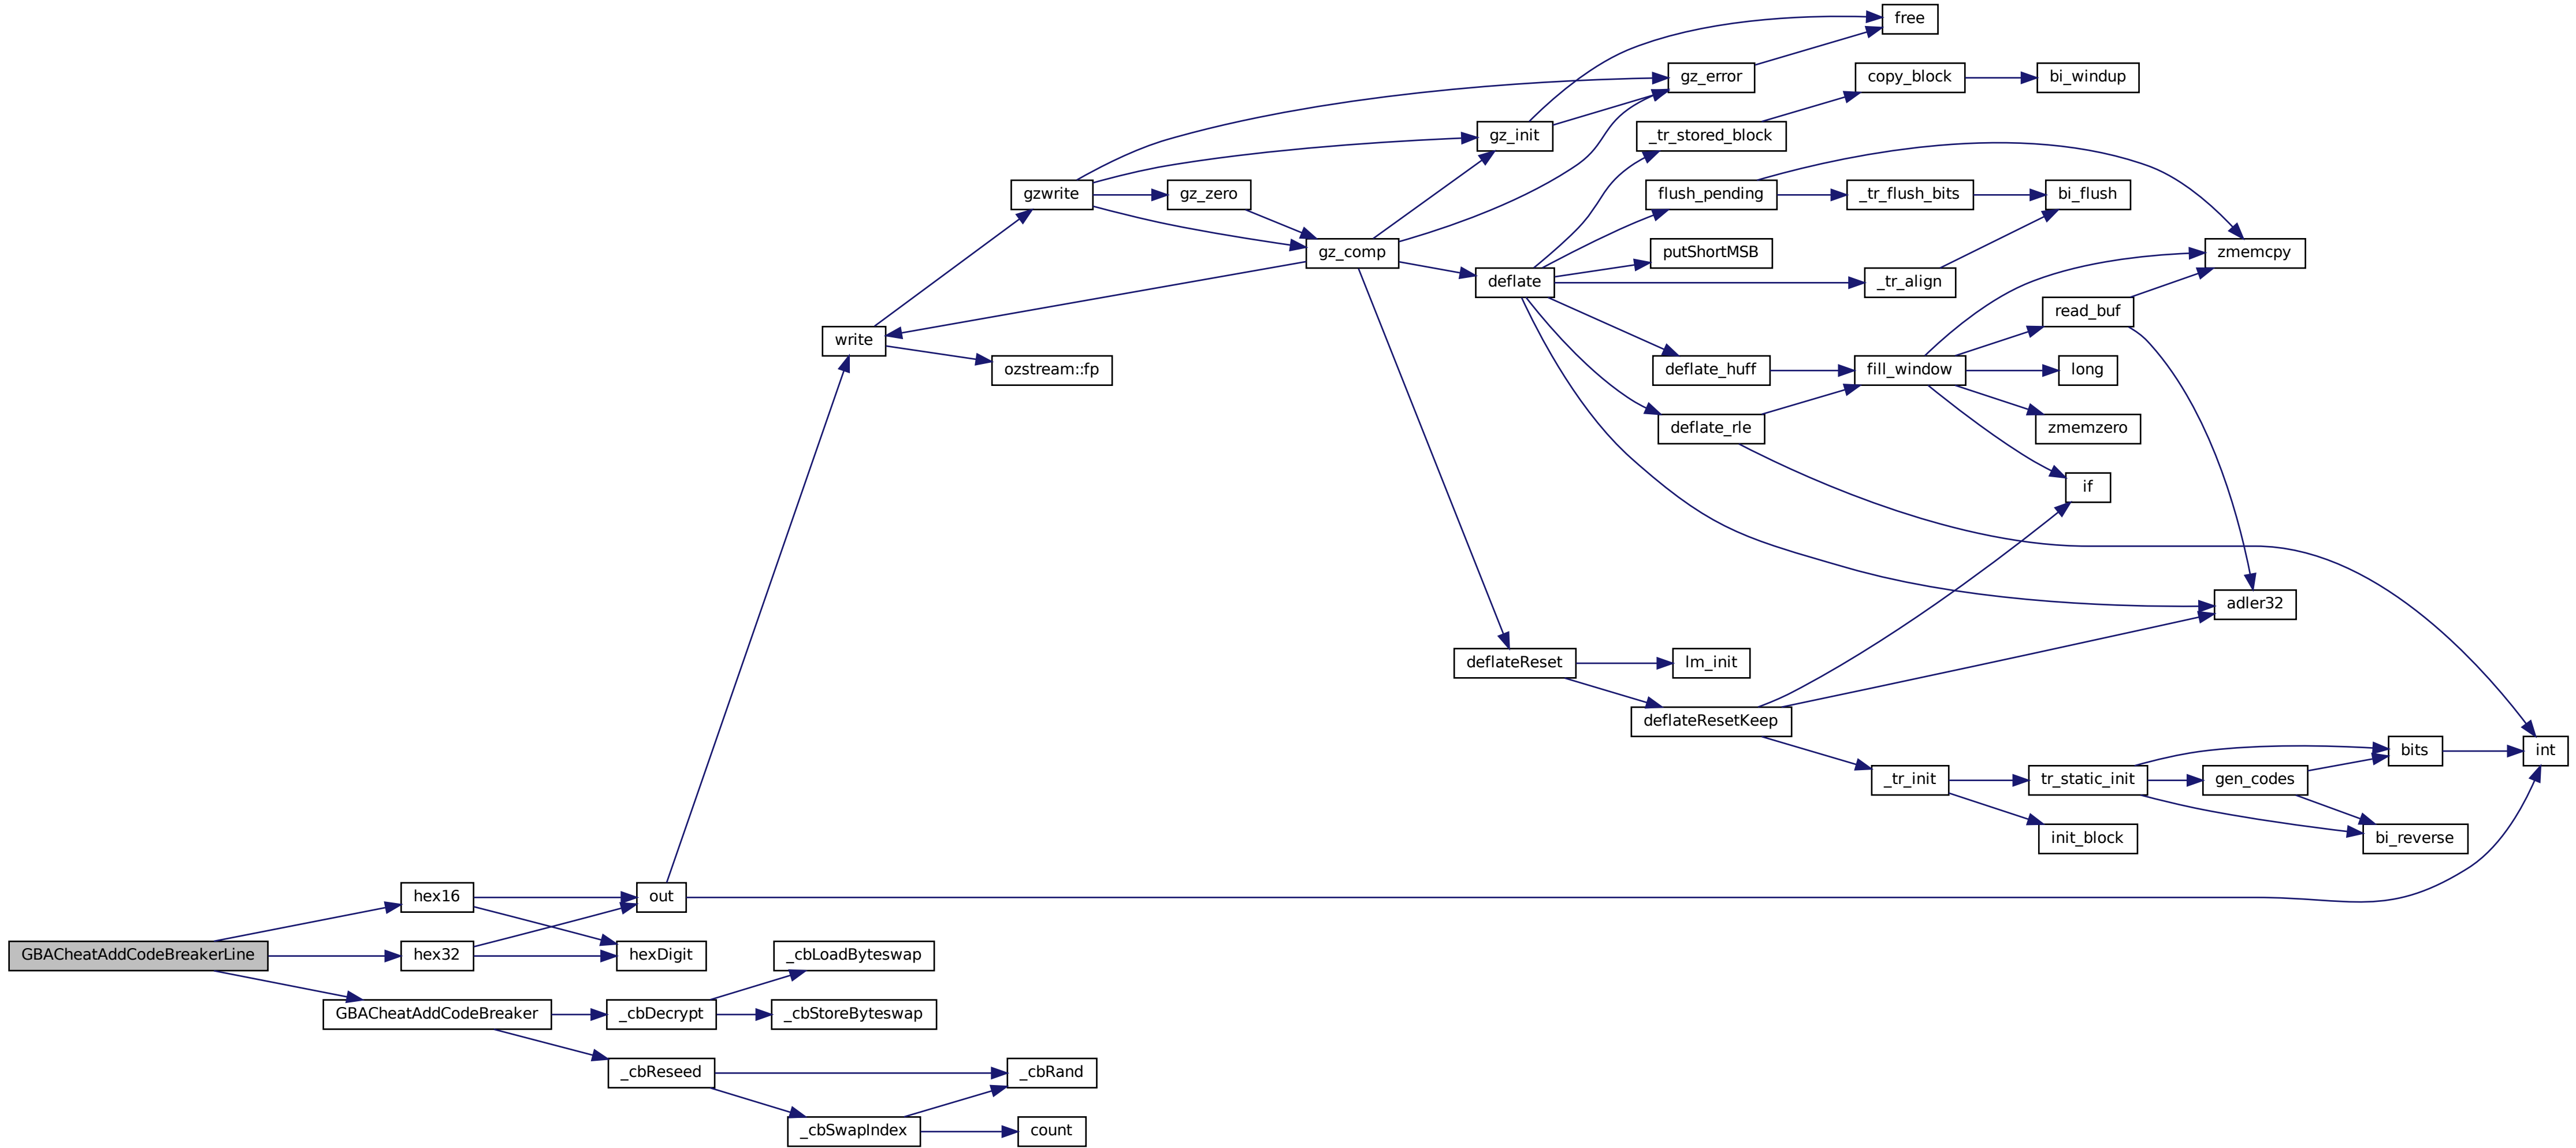 free
gz_error
copy_block
bi_windup
gz_init
_tr_stored_block
gzwrite
gz_zero
flush_pending
_tr_flush_bits
bi_flush
gz_comp
putShortMSB
zmemcpy
deflate
_tr_align
read_buf
write
ozstream::fp
deflate_huff
fill_window
long
deflate_rle
zmemzero
if
adler32
deflateReset
lm_init
deflateResetKeep
bits
int
_tr_init
tr_static_init
gen_codes
init_block
bi_reverse
hex16
out
GBACheatAddCodeBreakerLine
hex32
hexDigit
_cbLoadByteswap
GBACheatAddCodeBreaker
_cbDecrypt
_cbStoreByteswap
_cbReseed
_cbRand
_cbSwapIndex
count